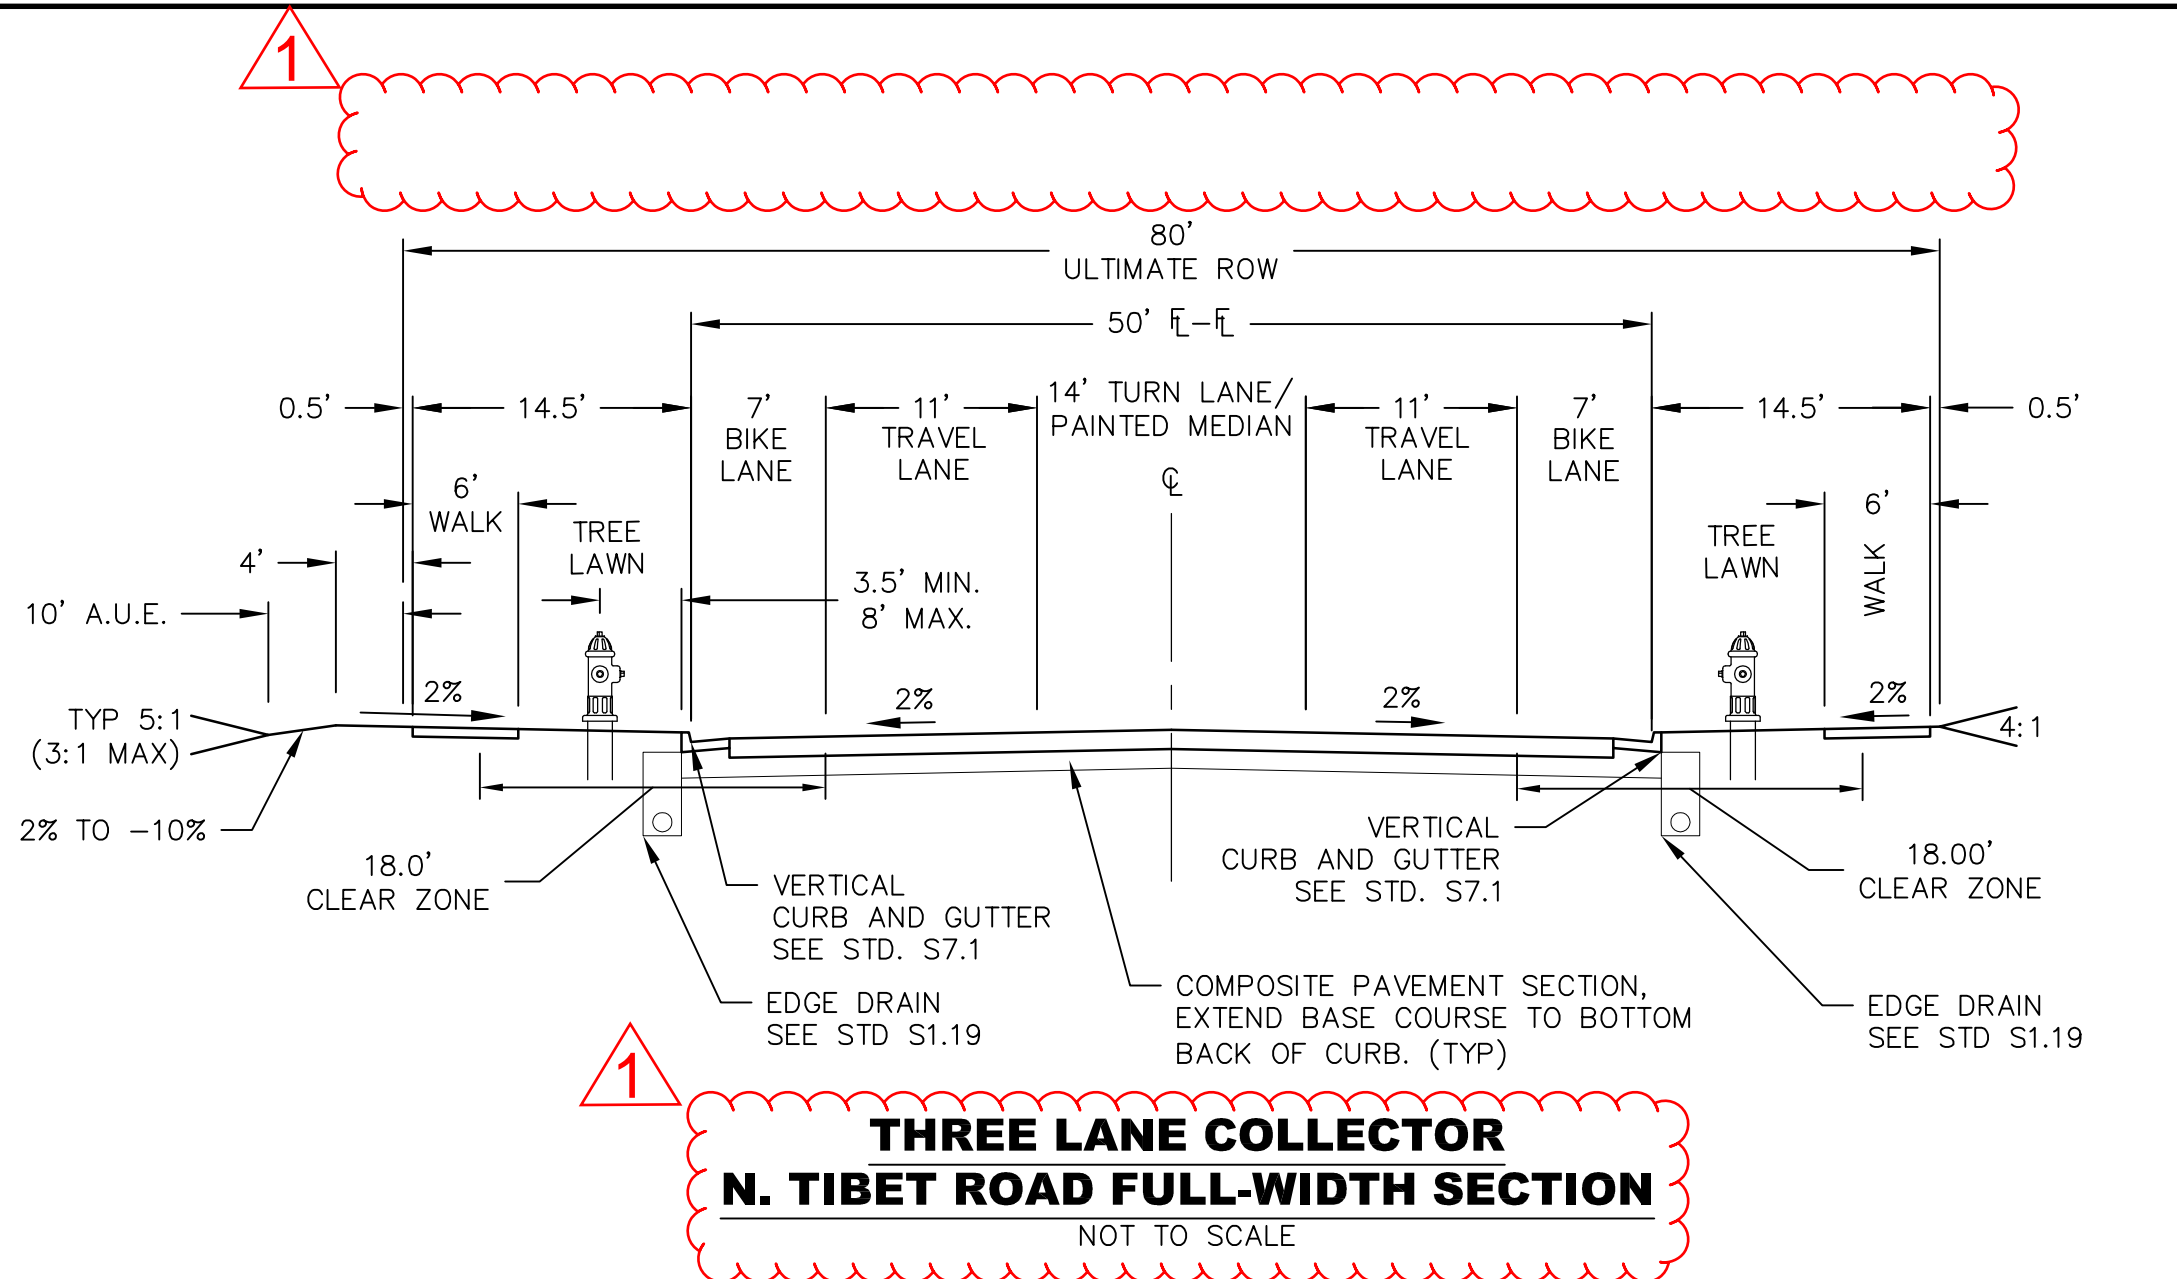 1
80'
ULTIMATE ROW
50' FL-FL
0.5'
14.5'
7'
BIKE
LANE
11'
TRAVEL
LANE
14' TURN LANE/
PAINTED MEDIAN
CL
11'
TRAVEL
LANE
7'
BIKE
LANE
14.5'
0.5'
6'
WALK
TREE
LAWN
TREE
LAWN
6'
WALK
4'
3.5' MIN.
8' MAX.
10' A.U.E.
2%
2%
2%
2%
TYP 5:1
(3:1 MAX)
4:1
2% TO -10%
18.0'
CLEAR ZONE
VERTICAL
CURB AND GUTTER
SEE STD. S7.1
VERTICAL
CURB AND GUTTER
SEE STD. S7.1
18.00'
CLEAR ZONE
EDGE DRAIN
SEE STD S1.19
COMPOSITE PAVEMENT SECTION,
EXTEND BASE COURSE TO BOTTOM
BACK OF CURB. (TYP)
EDGE DRAIN
SEE STD S1.19
1
THREE LANE COLLECTOR
N. TIBET ROAD FULL-WIDTH SECTION
NOT TO SCALE